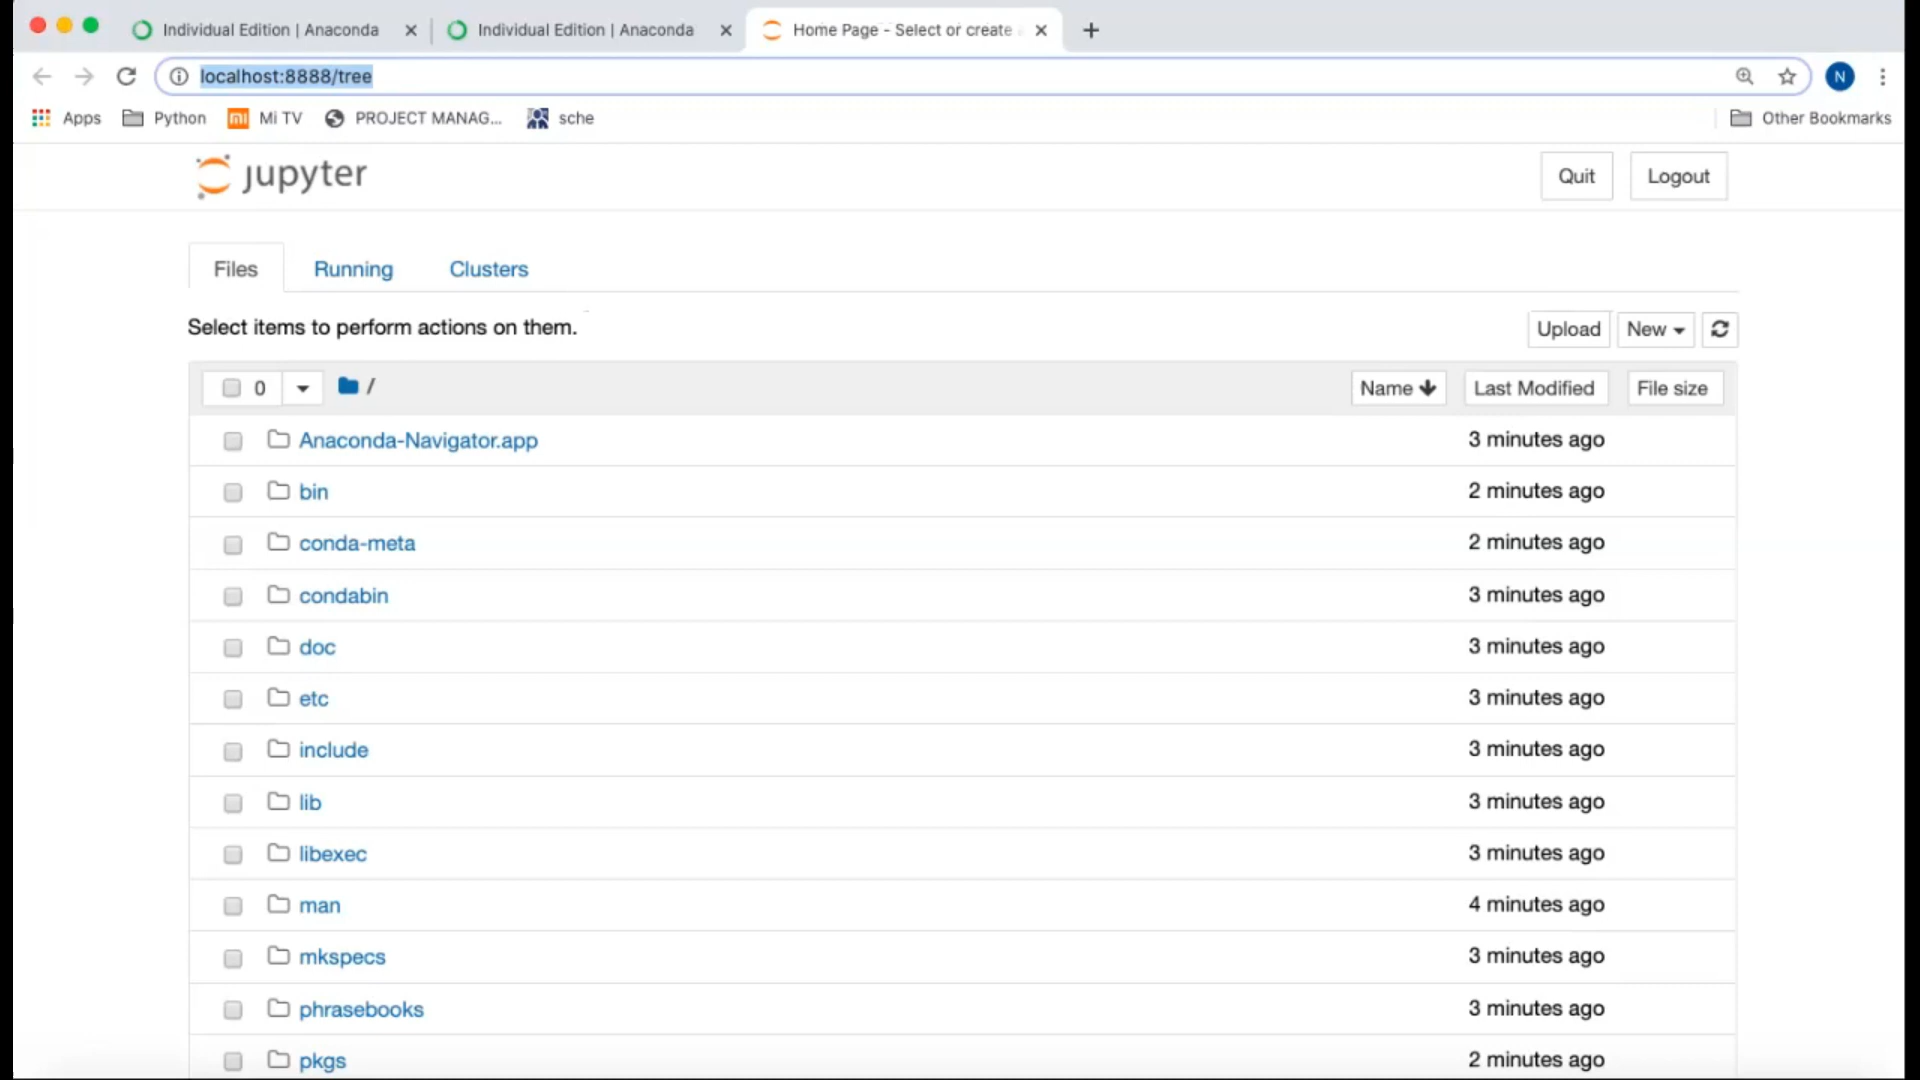 Individual Edition | Anaconda
Individual Edition | Anaconda
Home Page - Select or create
localhost:8888/tree
N
Apps
Python
mi
Mi TV
PROJECT MANAG...
sche
Other Bookmarks
jupyter
Quit
Logout
Files
Running
Clusters
Select items to perform actions on them.
Upload
New
0
/
Name
Last Modified
File size
Anaconda-Navigator.app 3 minutes ago
bin 2 minutes ago
conda-meta 2 minutes ago
condabin 3 minutes ago
doc 3 minutes ago
etc 3 minutes ago
include 3 minutes ago
lib 3 minutes ago
libexec 3 minutes ago
man 4 minutes ago
mkspecs 3 minutes ago
phrasebooks 3 minutes ago
pkgs 2 minutes ago